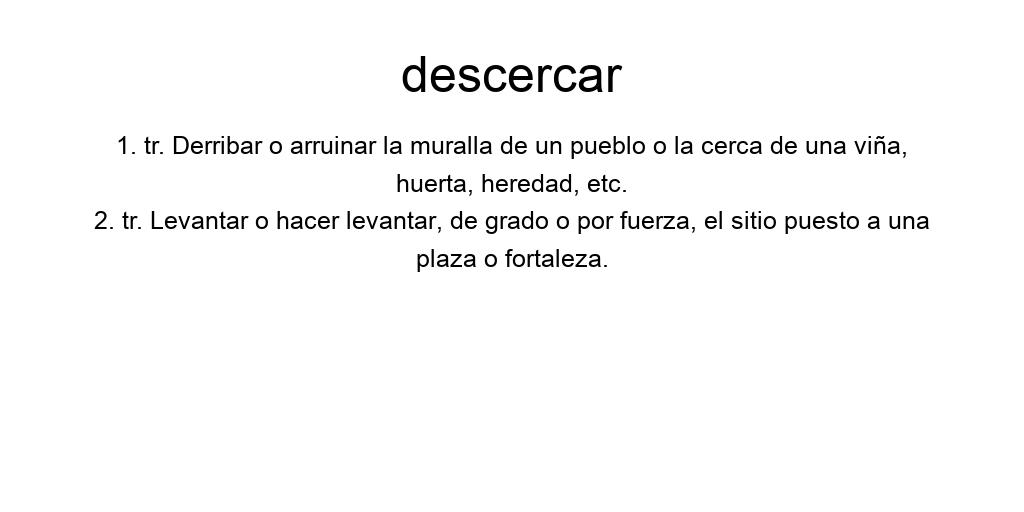 descercar
1. tr. Derribar o arruinar la muralla de un pueblo o la cerca de una viña,
huerta, heredad, etc.
2. tr. Levantar o hacer levantar, de grado o por fuerza, el sitio puesto a una
plaza o fortaleza.